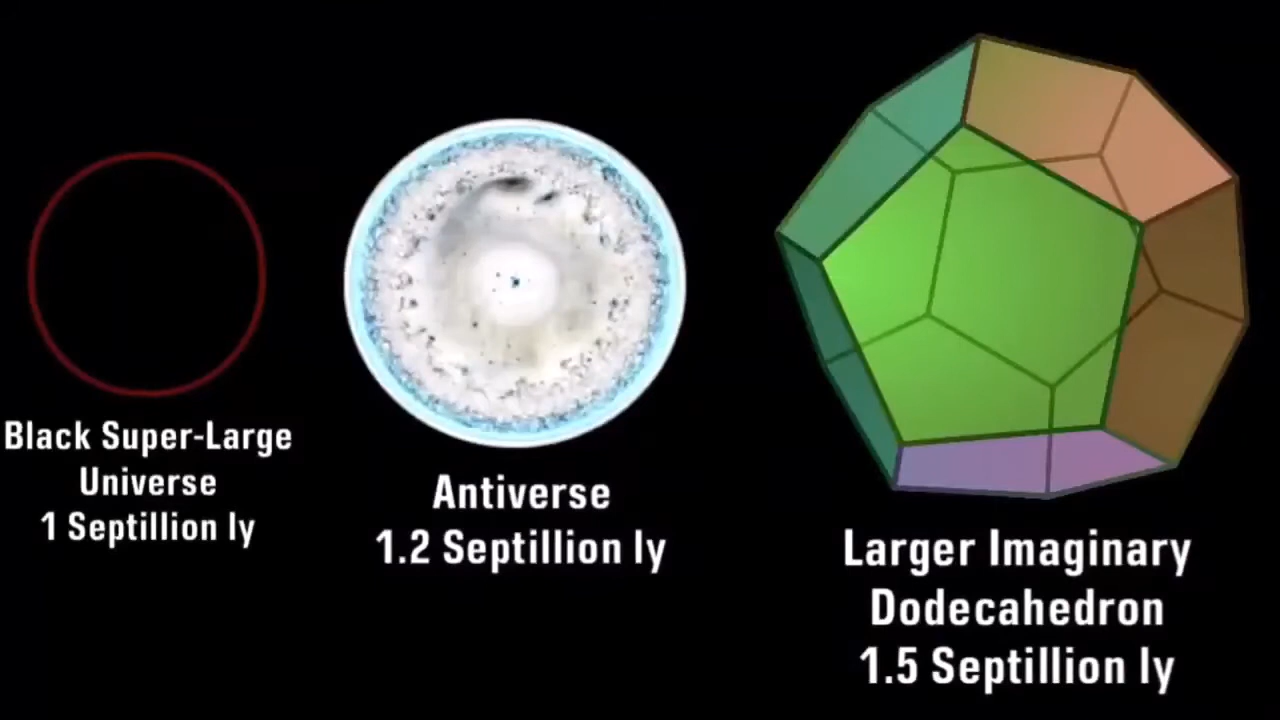 Black Super-Large
Universe
1 Septillion ly
Antiverse
1.2 Septillion ly
Larger Imaginary
Dodecahedron
1.5 Septillion ly